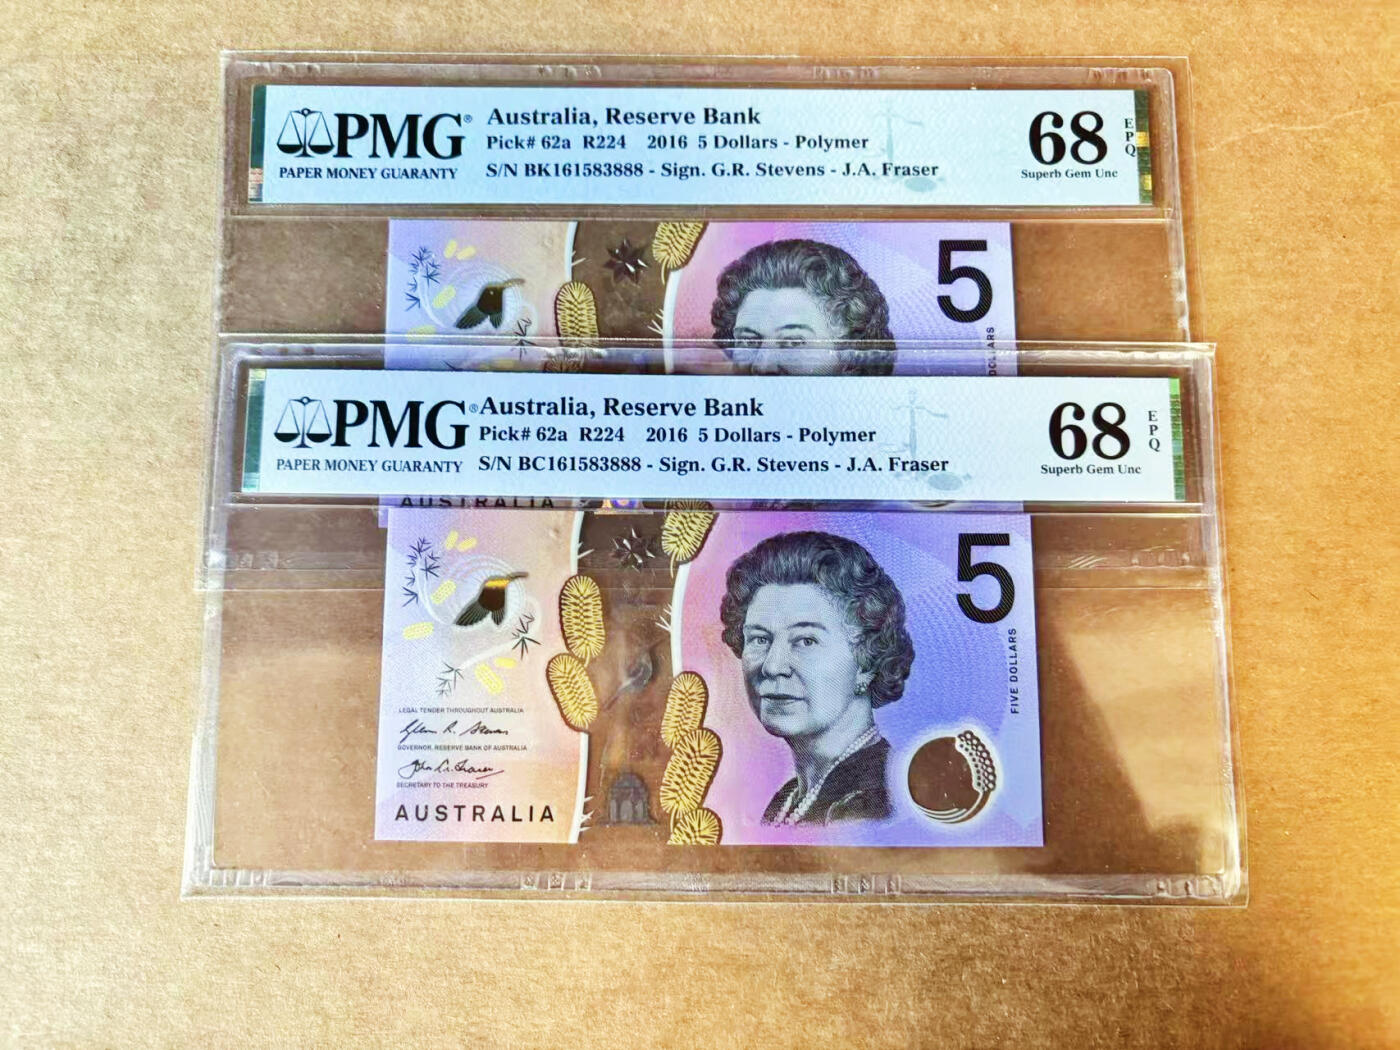 PMG®
PAPER MONEY GUARANTY
Australia, Reserve Bank
Pick# 62a R224 2016 5 Dollars - Polymer
S/N BK161583888 - Sign. G.R. Stevens - J.A. Fraser
68
EPQ
Superb Gem Unc
5
DOLLARS
PMG®
PAPER MONEY GUARANTY
Australia, Reserve Bank
Pick# 62a R224 2016 5 Dollars - Polymer
S/N BC161583888 - Sign. G.R. Stevens - J.A. Fraser
68
EPQ
Superb Gem Unc
AUSTRALIA
5
FIVE DOLLARS
LEGAL TENDER THROUGHOUT AUSTRALIA
GOVERNOR, RESERVE BANK OF AUSTRALIA
SECRETARY TO THE TREASURY
AUSTRALIA